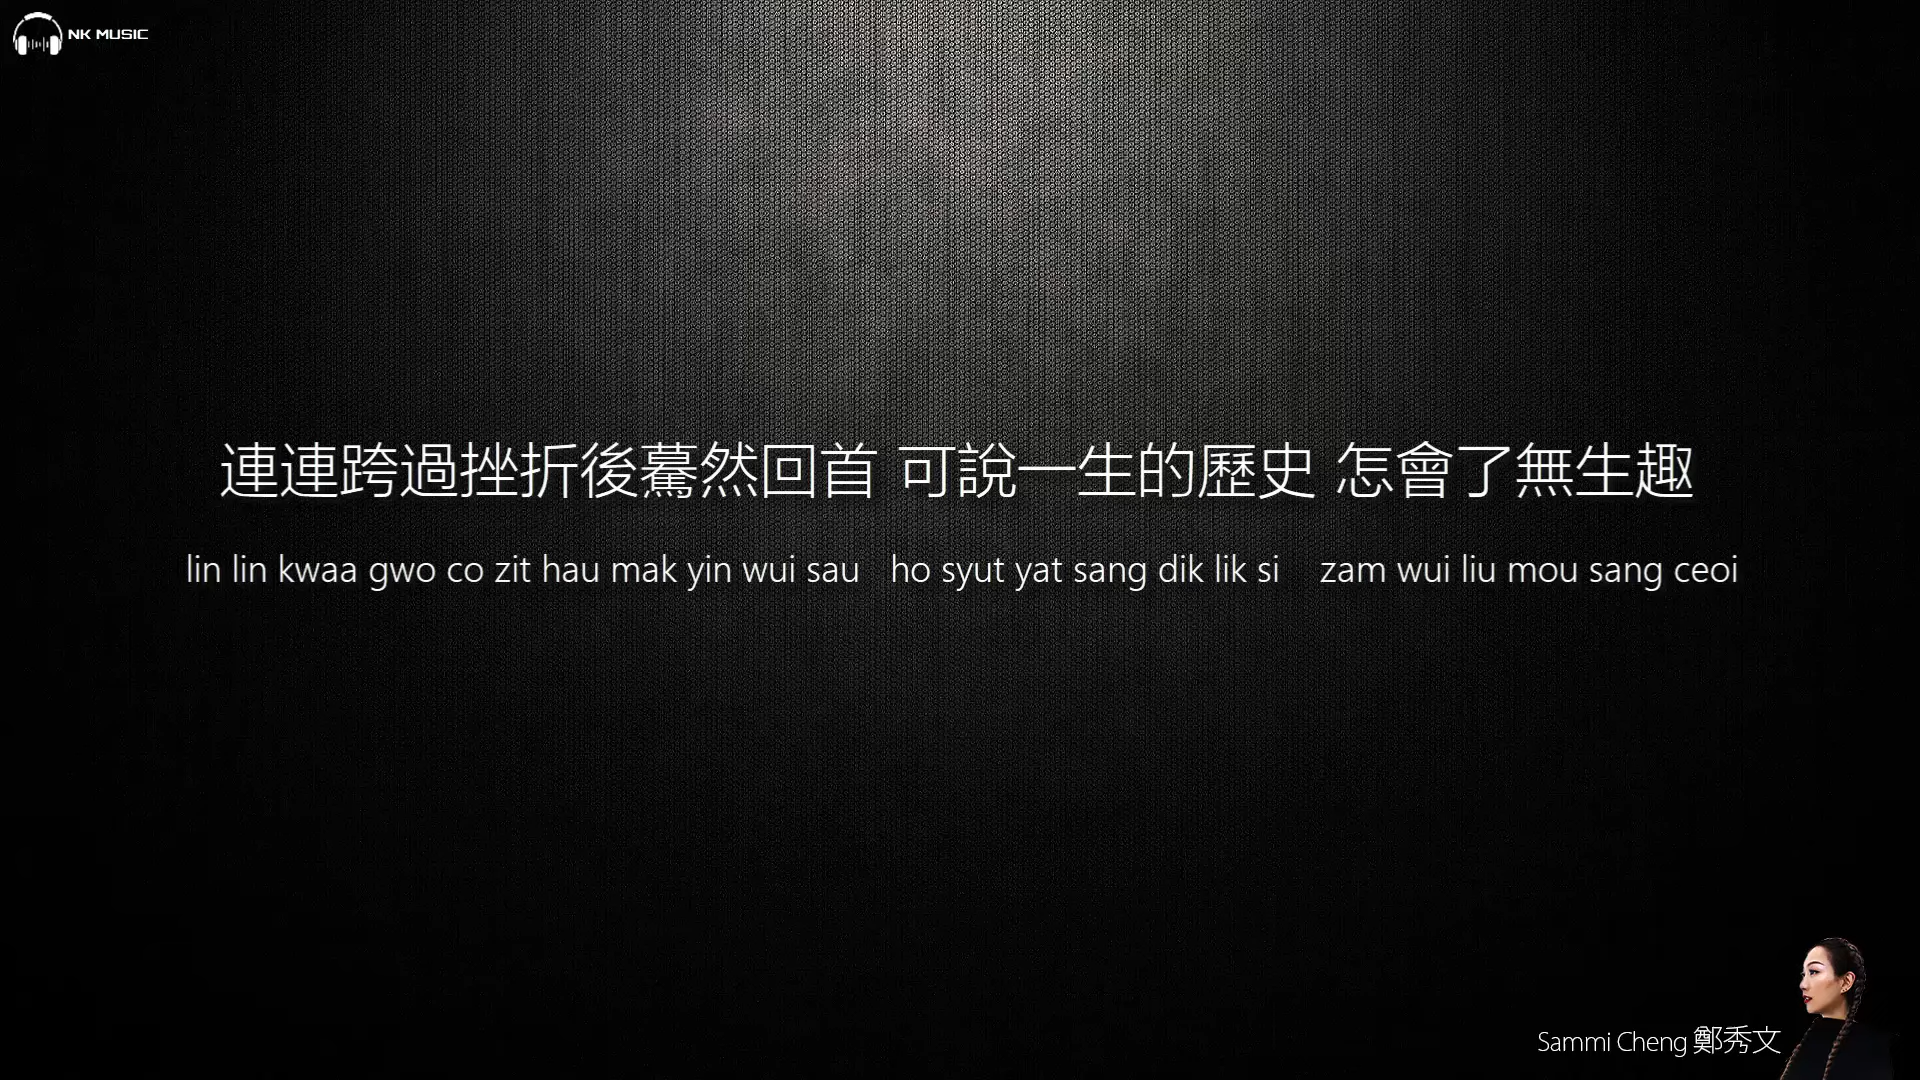 NK MUSIC
連連跨過挫折後驀然回首 可說一生的歷史 怎會了無生趣
lin lin kwaa gwo co zit hau mak yin wui sau ho syut yat sang dik lik si zam wui liu mou sang ceoi
Sammi Cheng 鄭秀文